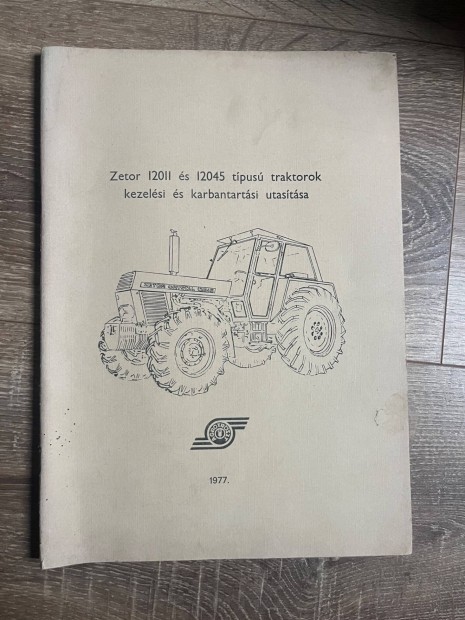 Zetor 12011 és 12045 típusú traktorok
kezelési és karbantartási utasítása
1977.